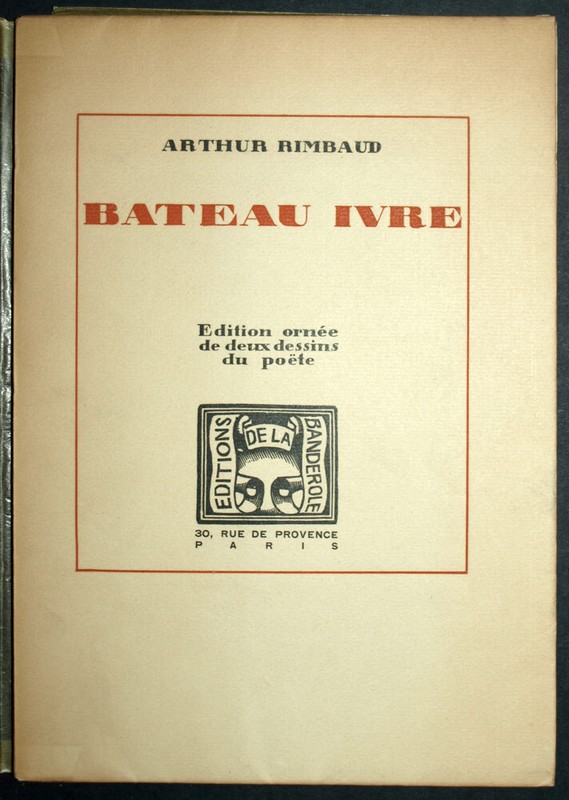 ARTHUR RIMBAUD
BATEAU IVRE
Edition ornée
de deux dessins
du poëte
EDITIONS
DE LA
BANDEROLE
30, RUE DE PROVENCE
PARIS